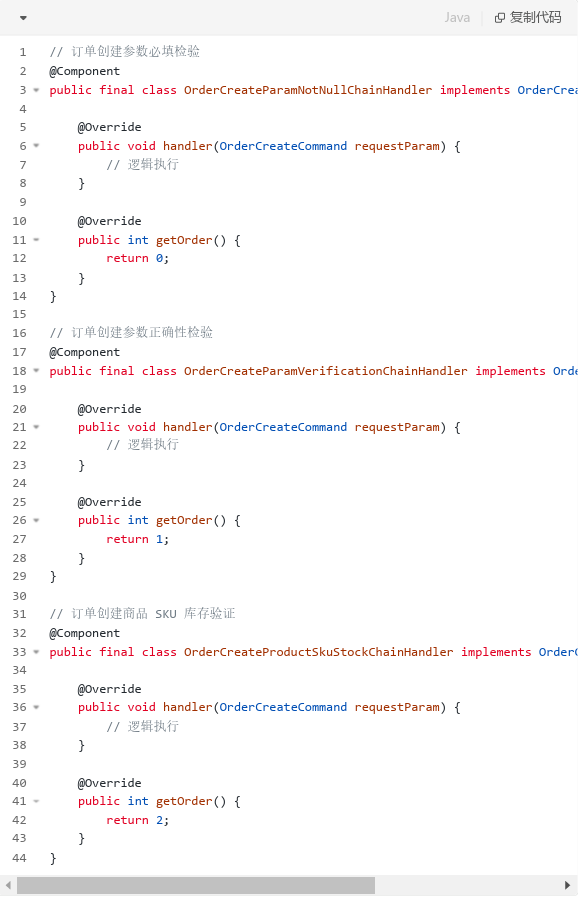 Java 复制代码
1 // 订单创建参数必填检验
2 @Component
3 public final class OrderCreateParamNotNullChainHandler implements OrderCrea
4
5 @Override
6 public void handler(OrderCreateCommand requestParam) {
7 // 逻辑执行
8 }
9
10 @Override
11 public int getOrder() {
12 return 0;
13 }
14 }
15
16 // 订单创建参数正确性检验
17 @Component
18 public final class OrderCreateParamVerificationChainHandler implements Orde
19
20 @Override
21 public void handler(OrderCreateCommand requestParam) {
22 // 逻辑执行
23 }
24
25 @Override
26 public int getOrder() {
27 return 1;
28 }
29 }
30
31 // 订单创建商品 SKU 库存验证
32 @Component
33 public final class OrderCreateProductSkuStockChainHandler implements OrderC
34
35 @Override
36 public void handler(OrderCreateCommand requestParam) {
37 // 逻辑执行
38 }
39
40 @Override
41 public int getOrder() {
42 return 2;
43 }
44 }